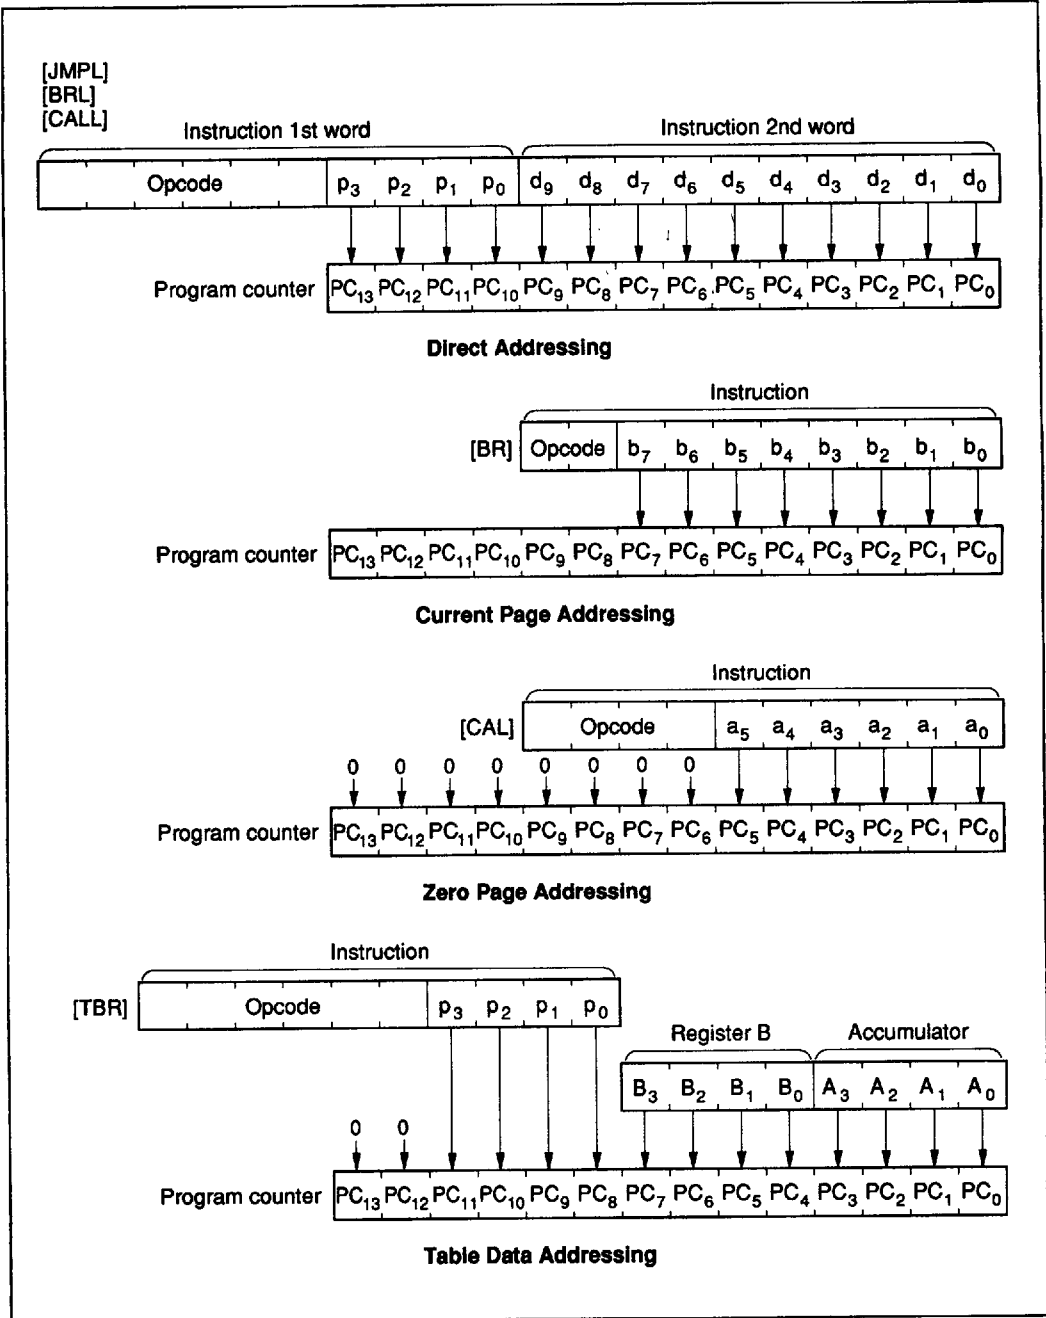 [JMPL]
[BRL]
[CALL]
Instruction 1st word Instruction 2nd word
Opcode p3 p2 p1 p0 d9 d8 d7 d6 d5 d4 d3 d2 d1 d0
Program counter PC13 PC12 PC11 PC10 PC9 PC8 PC7 PC6 PC5 PC4 PC3 PC2 PC1 PC0
Direct Addressing
Instruction
[BR] Opcode b7 b6 b5 b4 b3 b2 b1 b0
Program counter PC13 PC12 PC11 PC10 PC9 PC8 PC7 PC6 PC5 PC4 PC3 PC2 PC1 PC0
Current Page Addressing
Instruction
[CAL] Opcode a5 a4 a3 a2 a1 a0
0 0 0 0 0 0 0 0
Program counter PC13 PC12 PC11 PC10 PC9 PC8 PC7 PC6 PC5 PC4 PC3 PC2 PC1 PC0
Zero Page Addressing
Instruction
[TBR] Opcode p3 p2 p1 p0
Register B Accumulator
B3 B2 B1 B0 A3 A2 A1 A0
0 0
Program counter PC13 PC12 PC11 PC10 PC9 PC8 PC7 PC6 PC5 PC4 PC3 PC2 PC1 PC0
Table Data Addressing